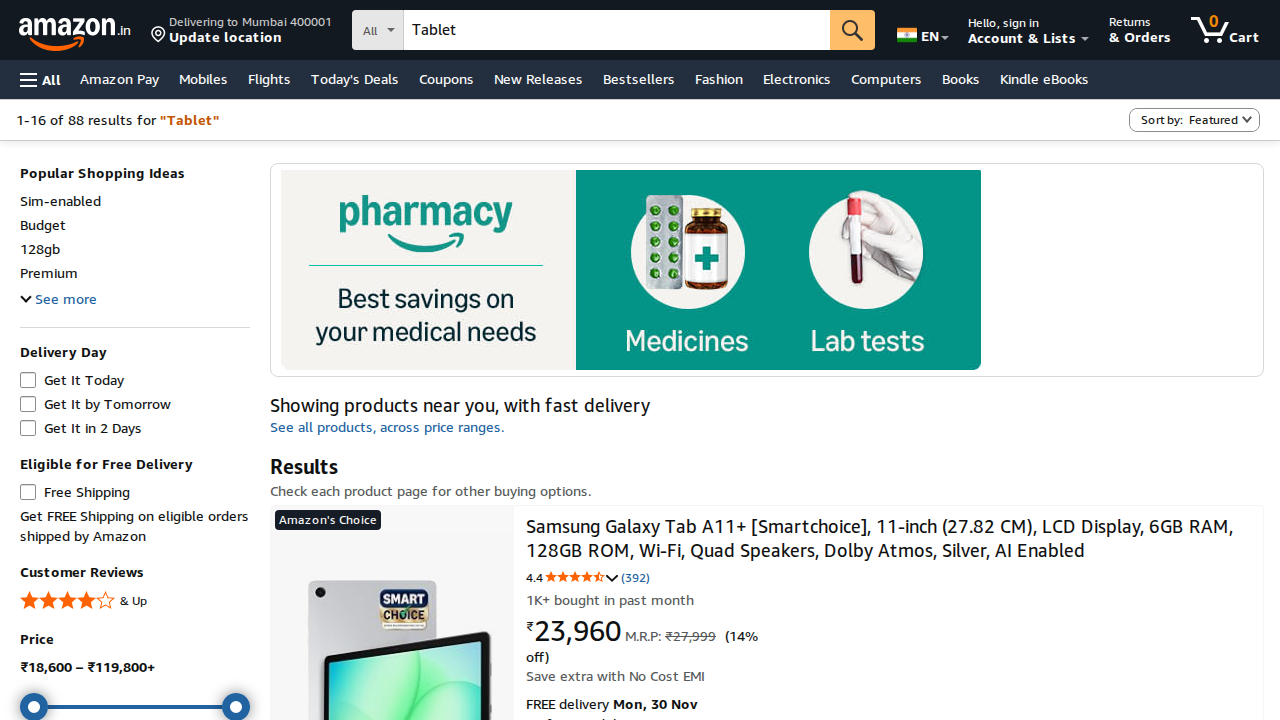 amazon.in
Delivering to Mumbai 400001
Update location
All
Tablet
EN
Hello, sign in
Account & Lists
Returns
& Orders
0
Cart
All
Amazon Pay
Mobiles
Flights
Today's Deals
Coupons
New Releases
Bestsellers
Fashion
Electronics
Computers
Books
Kindle eBooks
1-16 of 88 results for "Tablet"
Sort by: Featured
Popular Shopping Ideas
Sim-enabled
Budget
128gb
Premium
See more
Delivery Day
Get It Today
Get It by Tomorrow
Get It in 2 Days
Eligible for Free Delivery
Free Shipping
Get FREE Shipping on eligible orders
shipped by Amazon
Customer Reviews
& Up
Price
₹18,600 – ₹119,800+
pharmacy
Best savings on
your medical needs
Medicines
Lab tests
Showing products near you, with fast delivery
See all products, across price ranges.
Results
Check each product page for other buying options.
Amazon's Choice
SMART
CHOICE
Samsung Galaxy Tab A11+ [Smartchoice], 11-inch (27.82 CM), LCD Display, 6GB RAM,
128GB ROM, Wi-Fi, Quad Speakers, Dolby Atmos, Silver, AI Enabled
4.4 (392)
1K+ bought in past month
₹23,960 M.R.P: ₹27,999 (14%
off)
Save extra with No Cost EMI
FREE delivery Mon, 30 Nov